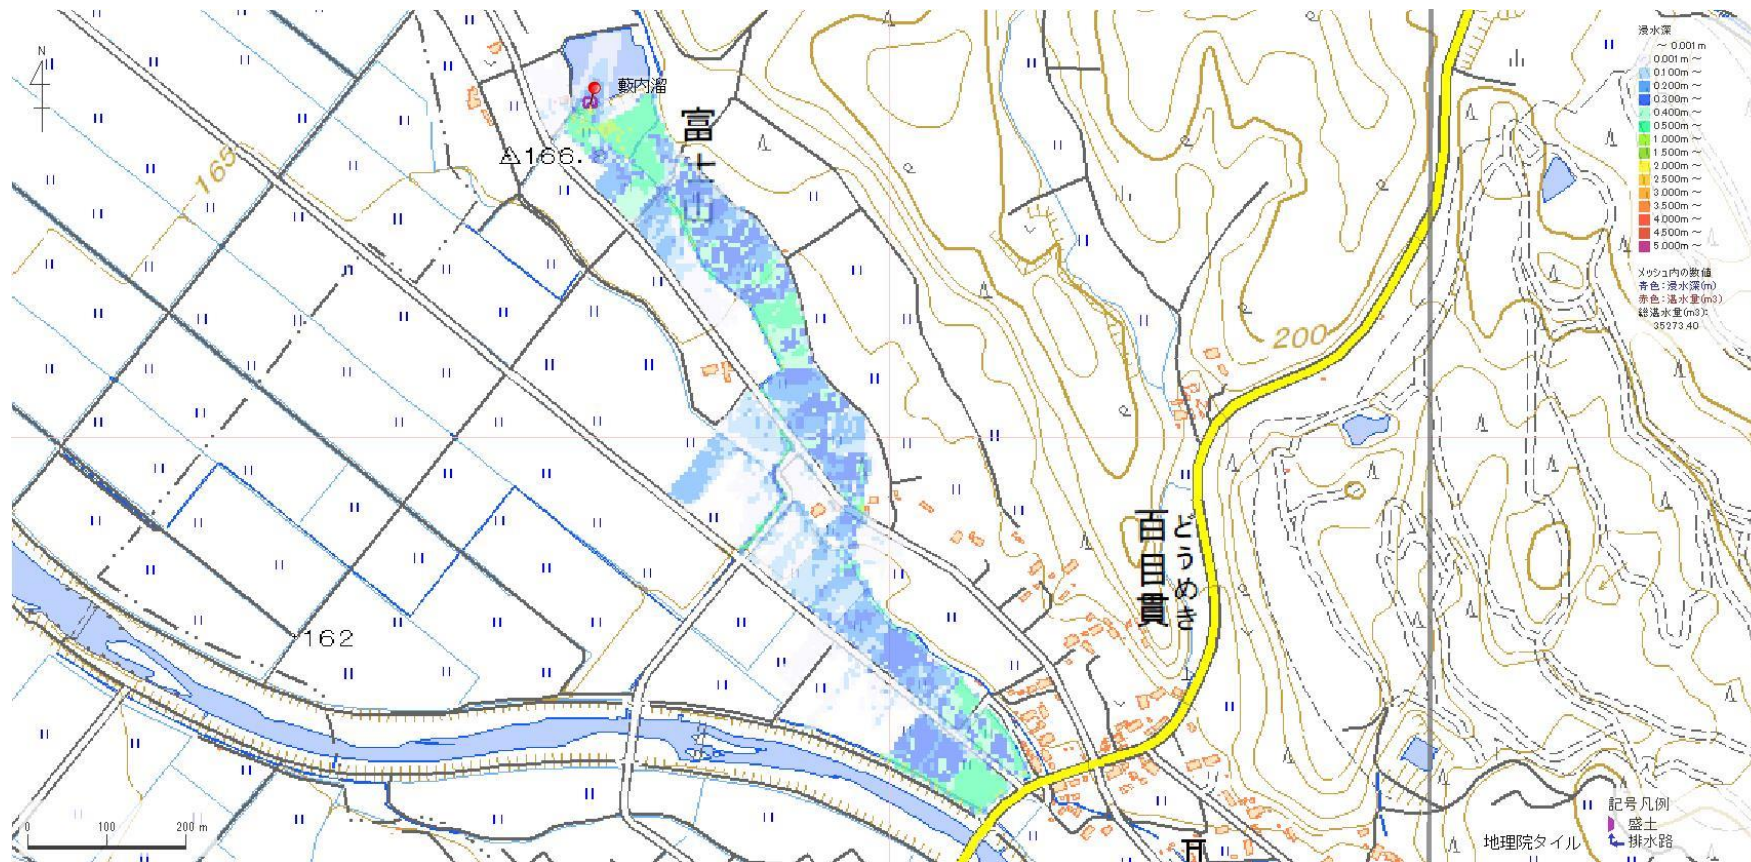 N
藪内溜
富士山
166.
165
162
200
百目貫
どうめき
浸水深
～ 0.001m
0.001m ～
0.100m ～
0.200m ～
0.300m ～
0.400m ～
0.500m ～
1.000m ～
1.500m ～
2.000m ～
2.500m ～
3.000m ～
3.500m ～
4.000m ～
4.500m ～
5.000m ～
メッシュ内の数値
青色:浸水深(m)
赤色:温水量(m3)
総温水量(m3):
35273.40
0 100 200 m
地理院タイル
記号凡例
盛土
排水路